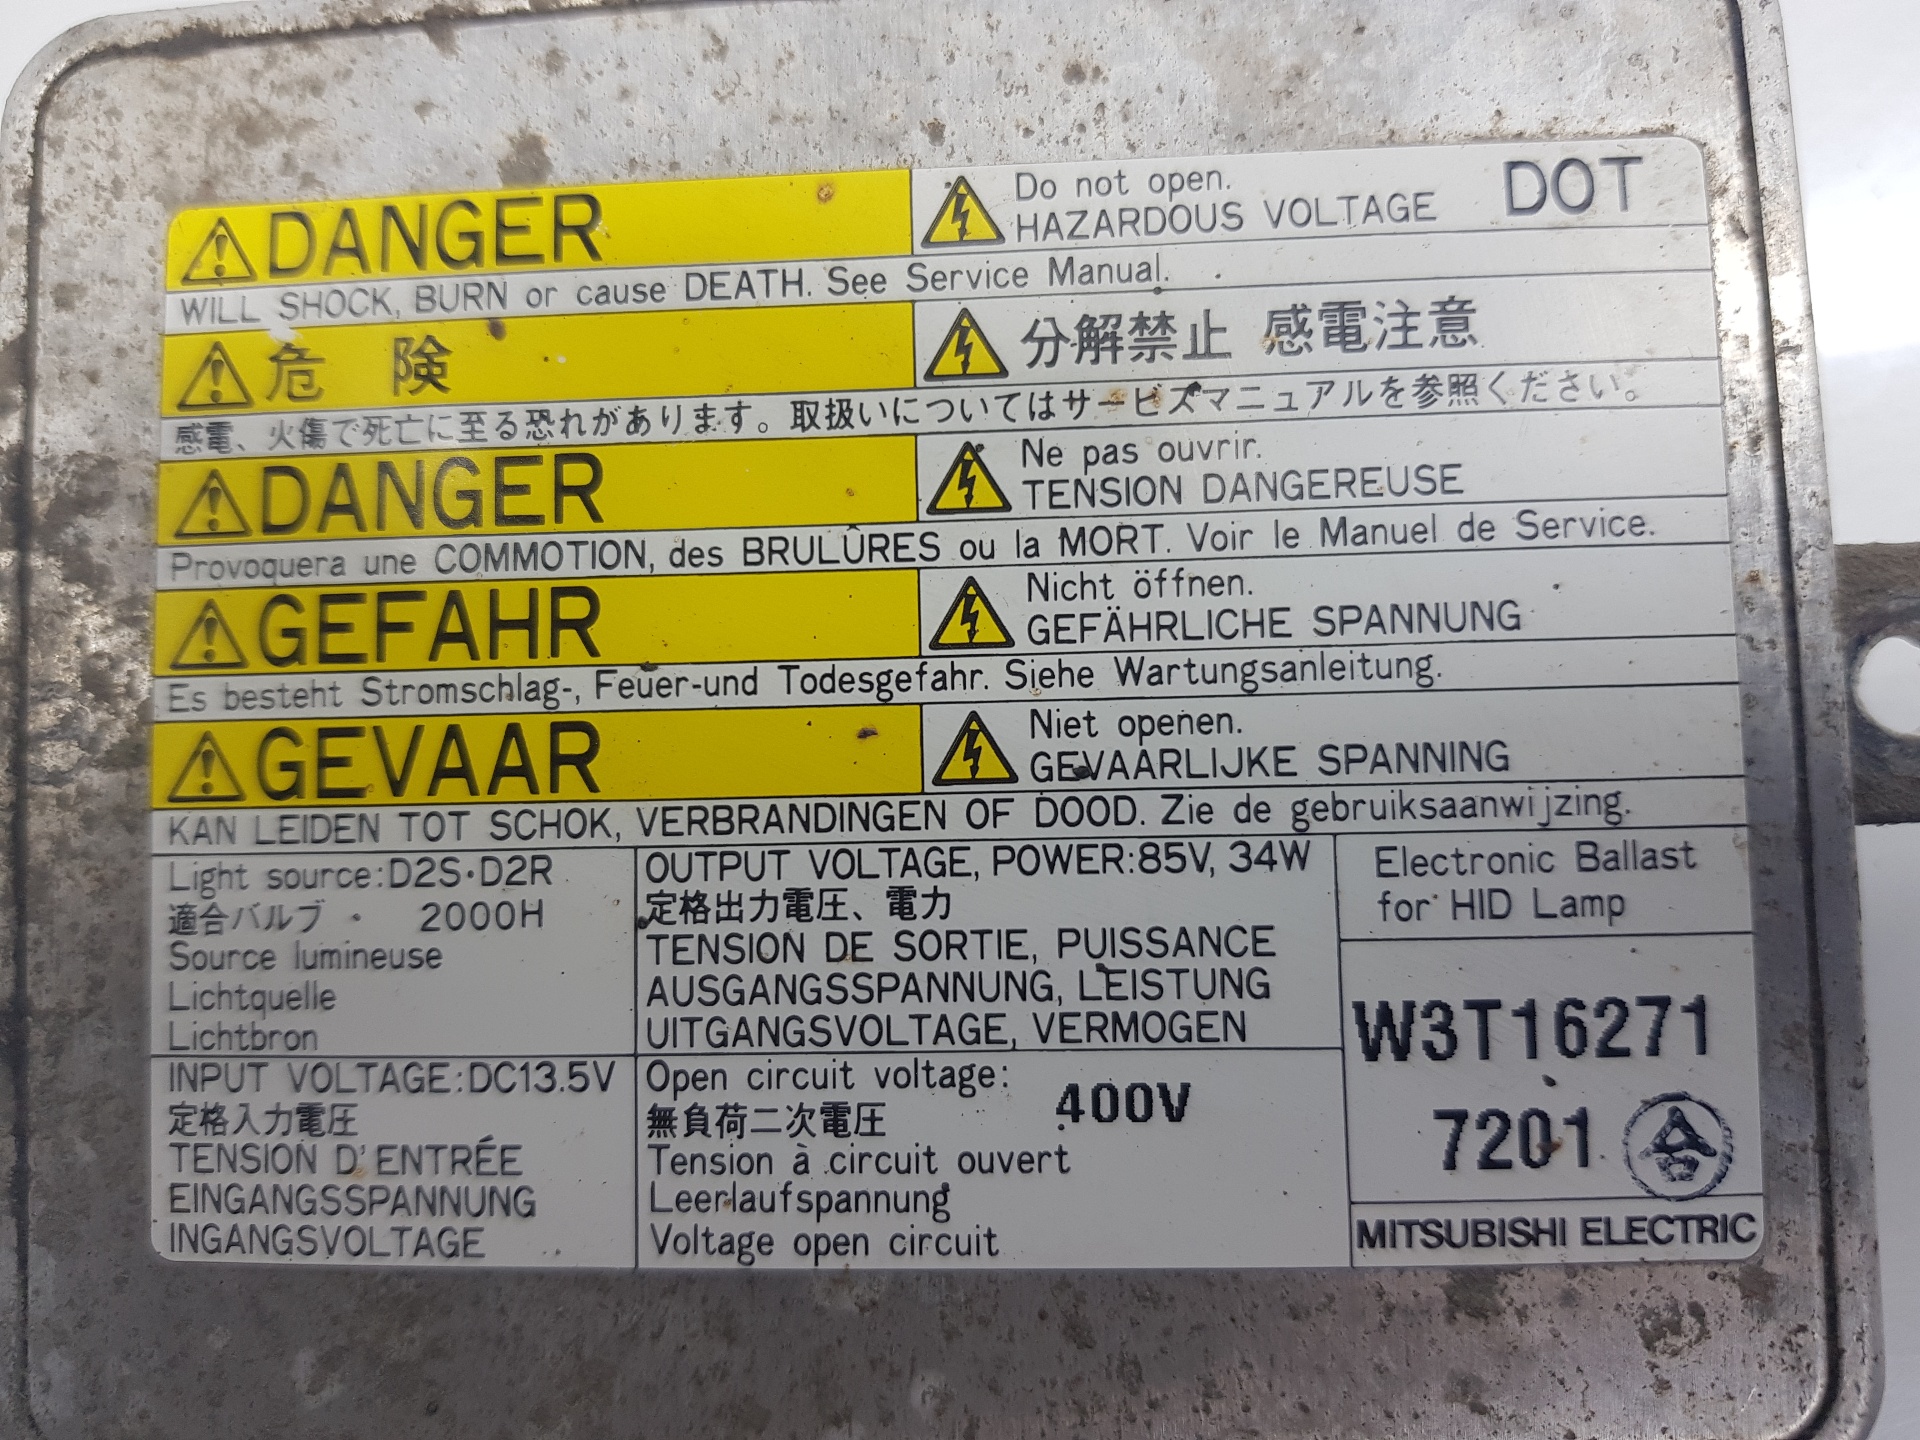 DANGER
Do not open.
HAZARDOUS VOLTAGE
DOT
WILL SHOCK, BURN or cause DEATH. See Service Manual.
危 険
分解禁止 感電注意
感電、火傷で死亡に至る恐れがあります。取扱いについてはサービスマニュアルを参照ください。
DANGER
Ne pas ouvrir.
TENSION DANGEREUSE
Provoquera une COMMOTION, des BRULÛRES ou la MORT. Voir le Manuel de Service.
GEFAHR
Nicht öffnen.
GEFÄHRLICHE SPANNUNG
Es besteht Stromschlag-, Feuer-und Todesgefahr. Siehe Wartungsanleitung.
GEVAAR
Niet openen.
GEVAARLIJKE SPANNING
KAN LEIDEN TOT SCHOK, VERBRANDINGEN OF DOOD. Zie de gebruiksaanwijzing.
Light source:D2S･D2R
適合バルブ ・ 2000H
Source lumineuse
Lichtquelle
Lichtbron
OUTPUT VOLTAGE, POWER:85V, 34W
定格出力電圧、電力
TENSION DE SORTIE, PUISSANCE
AUSGANGSSPANNUNG, LEISTUNG
UITGANGSVOLTAGE, VERMOGEN
Electronic Ballast
for HID Lamp
INPUT VOLTAGE:DC13.5V
定格入力電圧
TENSION D'ENTRÉE
EINGANGSSPANNUNG
INGANGSVOLTAGE
Open circuit voltage: 400V
無負荷二次電圧
Tension à circuit ouvert
Leerlaufspannung
Voltage open circuit
W3T16271
7201
MITSUBISHI ELECTRIC